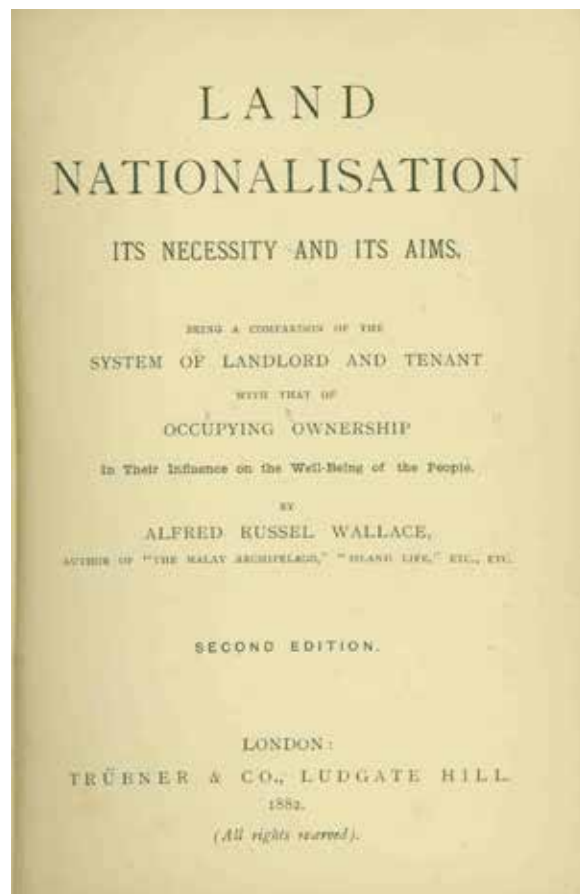 LAND
NATIONALISATION
ITS NECESSITY AND ITS AIMS.
BEING A COMPARISON OF THE
SYSTEM OF LANDLORD AND TENANT
WITH THAT OF
OCCUPYING OWNERSHIP
In Their Influence on the Well-Being of the People.
BY
ALFRED RUSSEL WALLACE,
AUTHOR OF "THE MALAY ARCHIPELAGO," "ISLAND LIFE," ETC., ETC.
SECOND EDITION.
LONDON:
TRÜBNER & CO., LUDGATE HILL.
1882.
(All rights reserved).